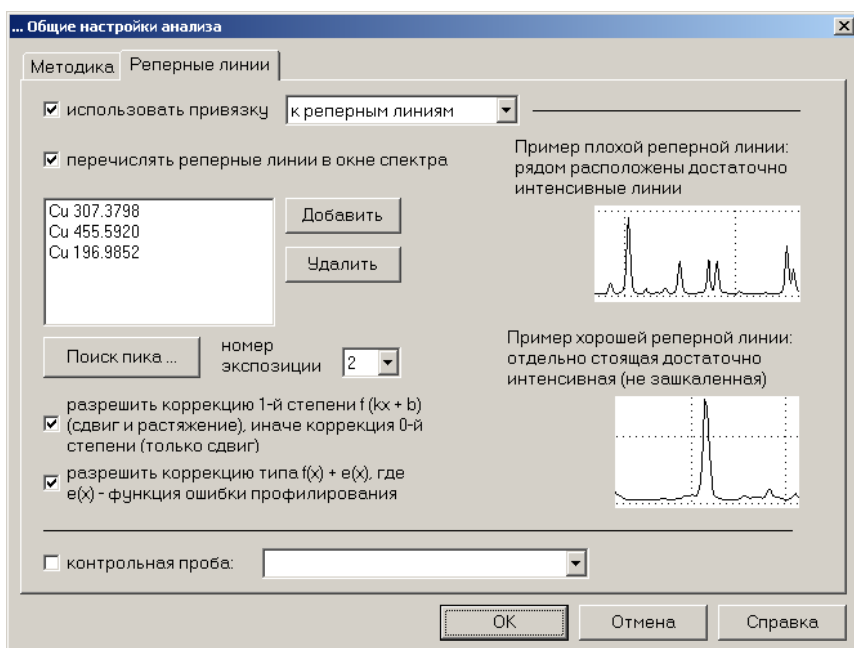 ... Общие настройки анализа
Методика
Реперные линии
использовать привязку
к реперным линиям
перечислять реперные линии в окне спектра
Cu 307.3798
Cu 455.5920
Cu 196.9852
Добавить
Удалить
Поиск пика ...
номер
экспозиции
2
разрешить коррекцию 1-й степени f (kx + b)
(сдвиг и растяжение), иначе коррекция 0-й
степени (только сдвиг)
разрешить коррекцию типа f(x) + e(x), где
e(x) - функция ошибки профилирования
Пример плохой реперной линии:
рядом расположены достаточно
интенсивные линии
Пример хорошей реперной линии:
отдельно стоящая достаточно
интенсивная (не зашкаленная)
контрольная проба:
OK
Отмена
Справка